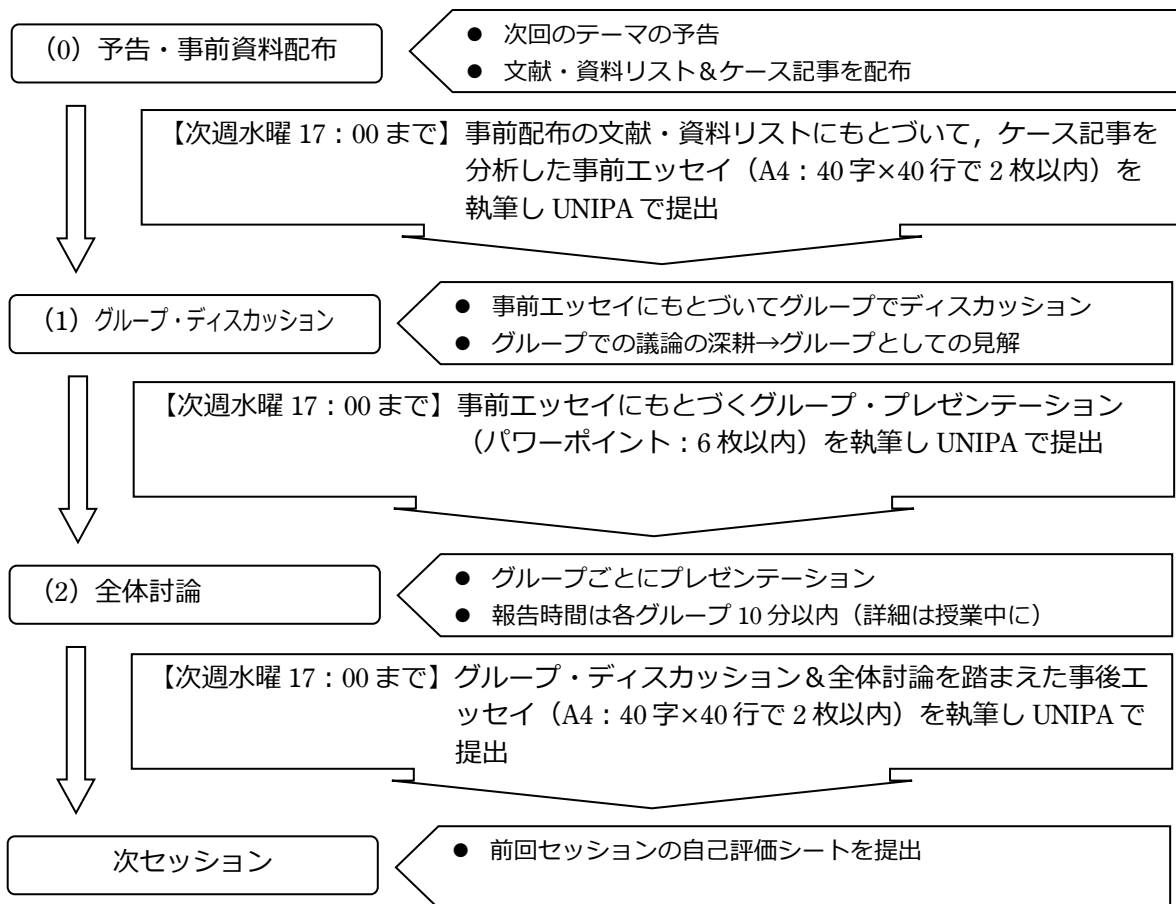 (0) 予告・事前資料配布
● 次回のテーマの予告
● 文献・資料リスト＆ケース記事を配布
【次週水曜 17：00 まで】事前配布の文献・資料リストにもとづいて，ケース記事を
分析した事前エッセイ（A4：40 字×40 行で 2 枚以内）を
執筆し UNIPA で提出
(1) グループ・ディスカッション
● 事前エッセイにもとづいてグループでディスカッション
● グループでの議論の深耕→グループとしての見解
【次週水曜 17：00 まで】事前エッセイにもとづくグループ・プレゼンテーション
（パワーポイント：6 枚以内）を執筆し UNIPA で提出
(2) 全体討論
● グループごとにプレゼンテーション
● 報告時間は各グループ 10 分以内（詳細は授業中に）
【次週水曜 17：00 まで】グループ・ディスカッション＆全体討論を踏まえた事後エ
ッセイ（A4：40 字×40 行で 2 枚以内）を執筆し UNIPA で
提出
次セッション
● 前回セッションの自己評価シートを提出